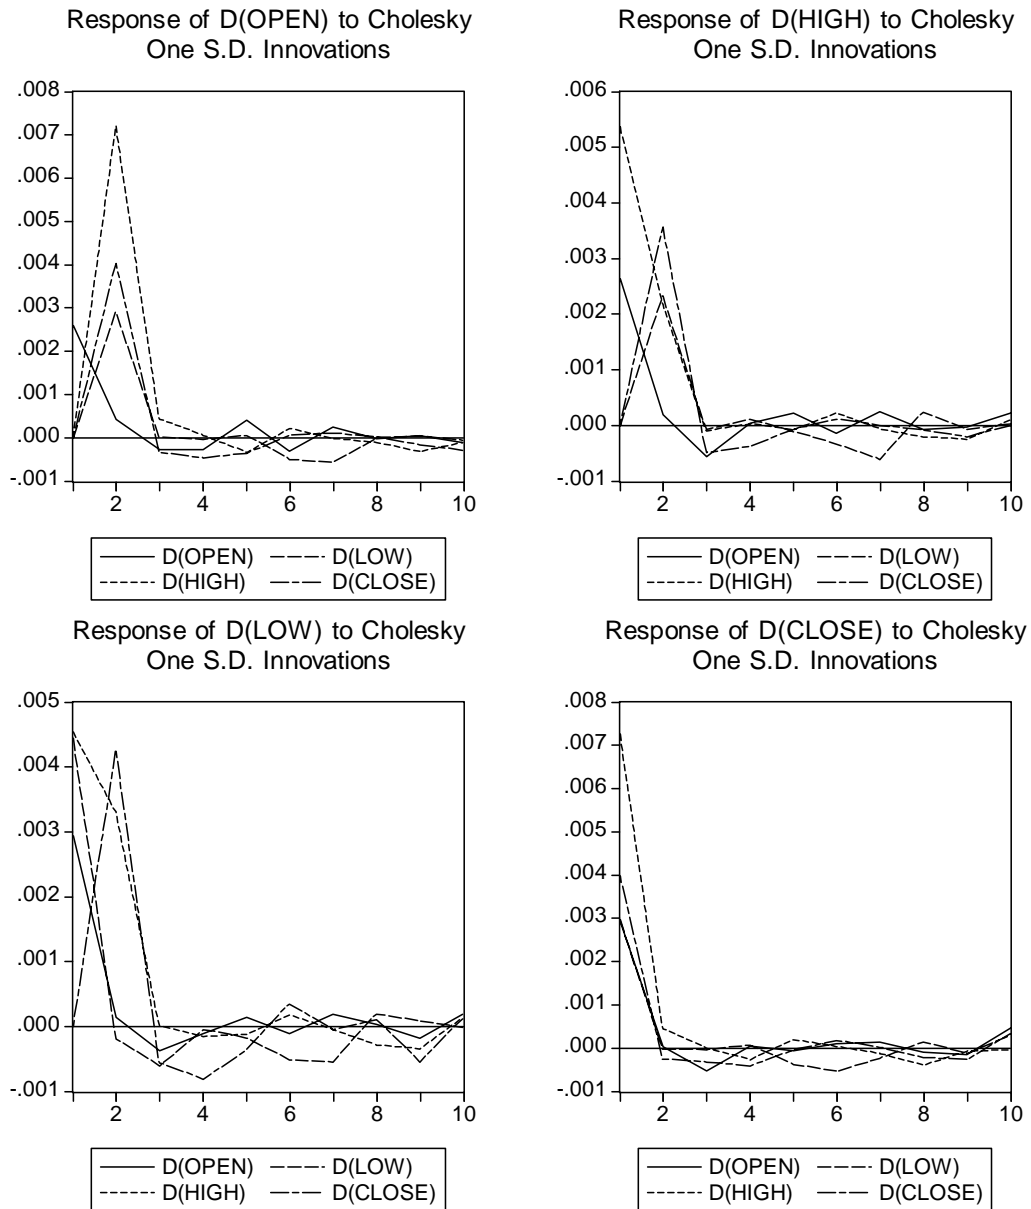 Response of D(OPEN) to Cholesky
One S.D. Innovations
.008
.007
.006
.005
.004
.003
.002
.001
.000
-.001
2 4 6 8 10
D(OPEN) D(LOW)
D(HIGH) D(CLOSE)
Response of D(HIGH) to Cholesky
One S.D. Innovations
.006
.005
.004
.003
.002
.001
.000
-.001
2 4 6 8 10
D(OPEN) D(LOW)
D(HIGH) D(CLOSE)
Response of D(LOW) to Cholesky
One S.D. Innovations
.005
.004
.003
.002
.001
.000
-.001
2 4 6 8 10
D(OPEN) D(LOW)
D(HIGH) D(CLOSE)
Response of D(CLOSE) to Cholesky
One S.D. Innovations
.008
.007
.006
.005
.004
.003
.002
.001
.000
-.001
2 4 6 8 10
D(OPEN) D(LOW)
D(HIGH) D(CLOSE)